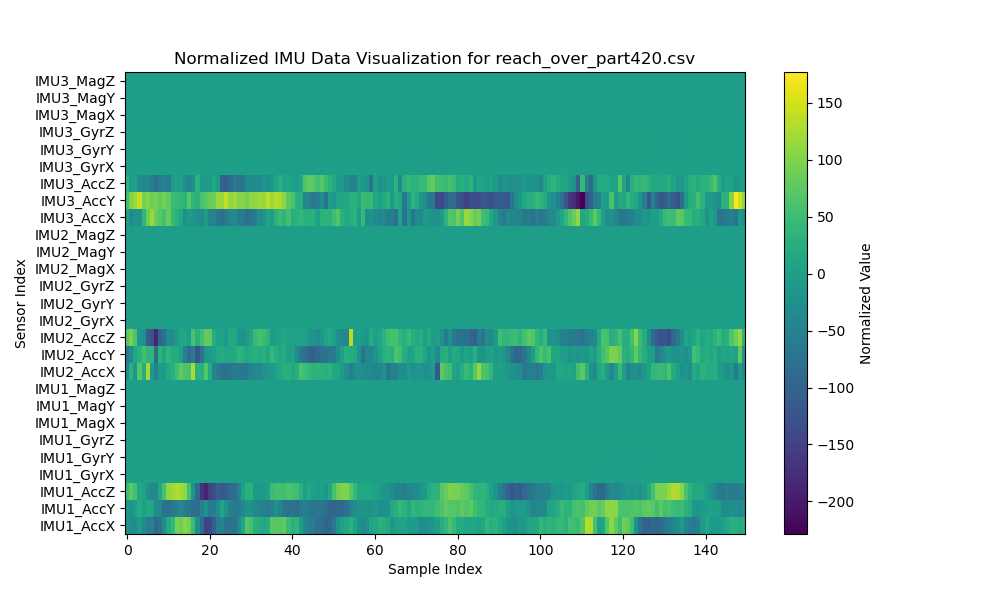 Normalized IMU Data Visualization for reach_over_part420.csv
IMU3_MagZ
IMU3_MagY
IMU3_MagX
IMU3_GyrZ
IMU3_GyrY
IMU3_GyrX
IMU3_AccZ
IMU3_AccY
IMU3_AccX
IMU2_MagZ
IMU2_MagY
IMU2_MagX
IMU2_GyrZ
IMU2_GyrY
IMU2_GyrX
IMU2_AccZ
IMU2_AccY
IMU2_AccX
IMU1_MagZ
IMU1_MagY
IMU1_MagX
IMU1_GyrZ
IMU1_GyrY
IMU1_GyrX
IMU1_AccZ
IMU1_AccY
IMU1_AccX
Sensor Index
0 20 40 60 80 100 120 140
Sample Index
150
100
50
0
−50
−100
−150
−200
Normalized Value